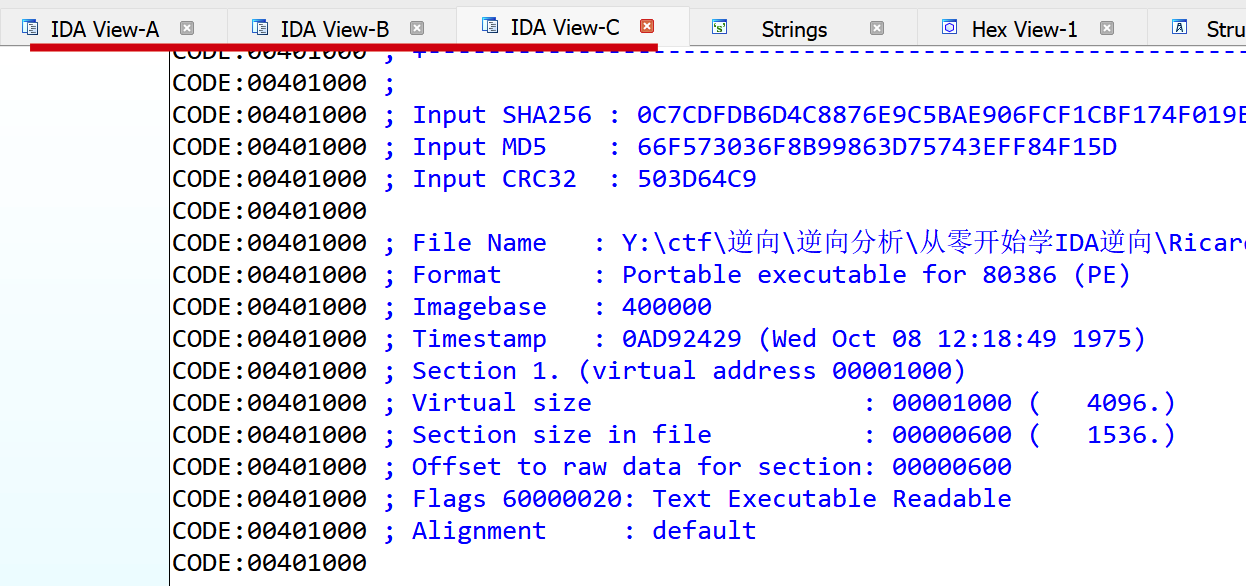 IDA View-A IDA View-B IDA View-C Strings Hex View-1
CODE:00401000 ;
CODE:00401000 ;
CODE:00401000 ; Input SHA256 : 0C7CDFDB6D4C8876E9C5BAE906FCF1CBF174F019E
CODE:00401000 ; Input MD5    : 66F573036F8B99863D75743EFF84F15D
CODE:00401000 ; Input CRC32  : 503D64C9
CODE:00401000
CODE:00401000 ; File Name   : Y:\ctf\逆向\逆向分析\从零开始学IDA逆向\Ricar
CODE:00401000 ; Format      : Portable executable for 80386 (PE)
CODE:00401000 ; Imagebase   : 400000
CODE:00401000 ; Timestamp   : 0AD92429 (Wed Oct 08 12:18:49 1975)
CODE:00401000 ; Section 1. (virtual address 00001000)
CODE:00401000 ; Virtual size                  : 00001000 (   4096.)
CODE:00401000 ; Section size in file          : 00000600 (   1536.)
CODE:00401000 ; Offset to raw data for section: 00000600
CODE:00401000 ; Flags 60000020: Text Executable Readable
CODE:00401000 ; Alignment     : default
CODE:00401000